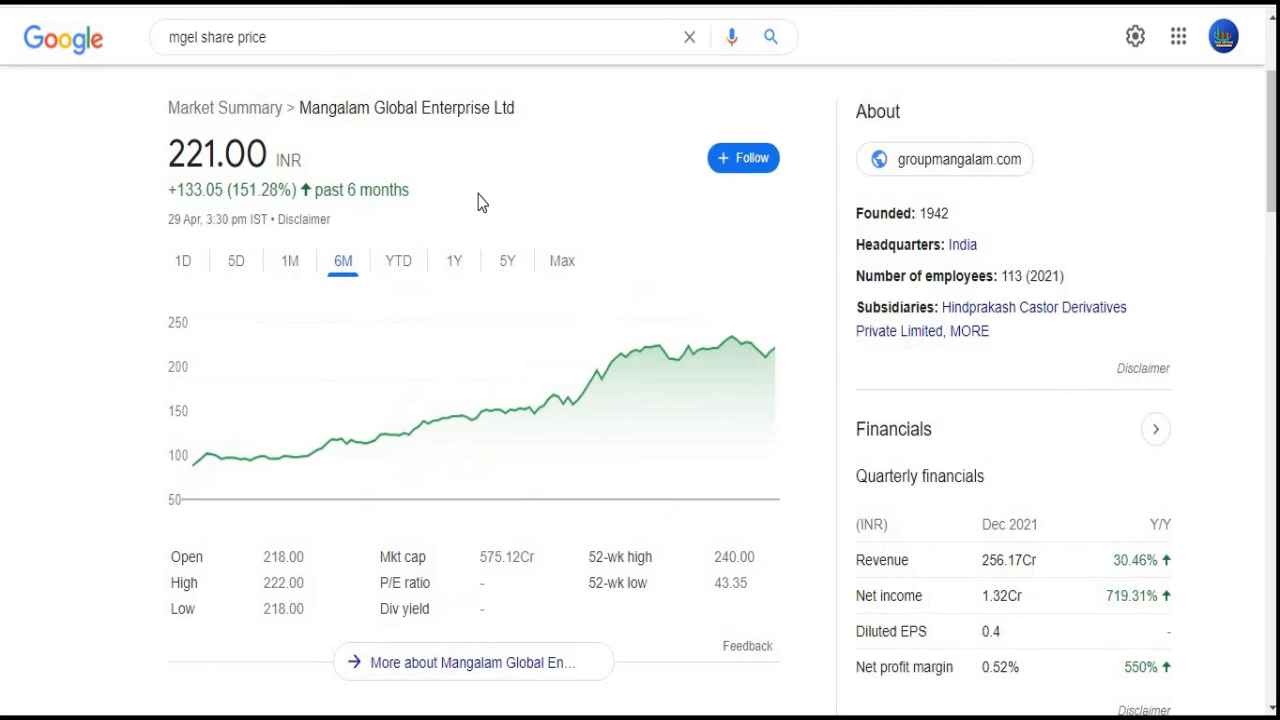 Google
mgel share price
Market Summary > Mangalam Global Enterprise Ltd
221.00 INR
+ Follow
+133.05 (151.28%) ↑ past 6 months
29 Apr, 3:30 pm IST • Disclaimer
1D 5D 1M 6M YTD 1Y 5Y Max
250
200
150
100
50
Open 218.00 Mkt cap 575.12Cr 52-wk high 240.00
High 222.00 P/E ratio - 52-wk low 43.35
Low 218.00 Div yield -
Feedback
→ More about Mangalam Global En...
About
groupmangalam.com
Founded: 1942
Headquarters: India
Number of employees: 113 (2021)
Subsidiaries: Hindprakash Castor Derivatives
Private Limited, MORE
Disclaimer
Financials
Quarterly financials
(INR) Dec 2021 Y/Y
Revenue 256.17Cr 30.46% ↑
Net income 1.32Cr 719.31% ↑
Diluted EPS 0.4 -
Net profit margin 0.52% 550% ↑
Disclaimer